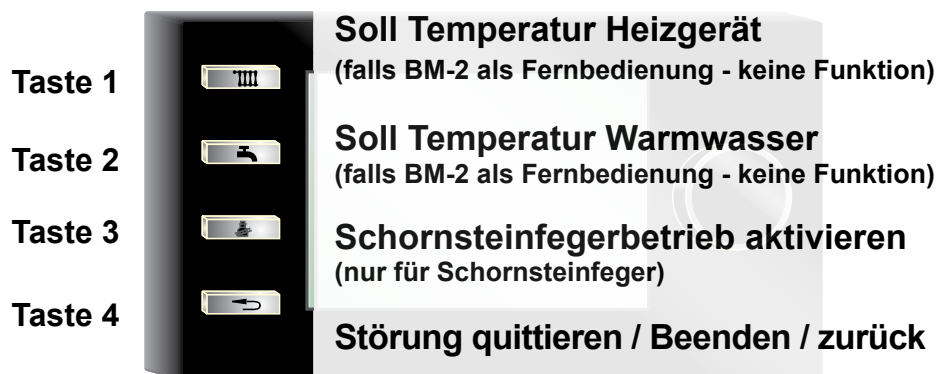 Soll Temperatur Heizgerät
Taste 1
(falls BM-2 als Fernbedienung - keine Funktion)
Taste 2
Soll Temperatur Warmwasser
(falls BM-2 als Fernbedienung - keine Funktion)
Taste 3
Schornsteinfegerbetrieb aktivieren
(nur für Schornsteinfeger)
Taste 4
Störung quittieren / Beenden / zurück